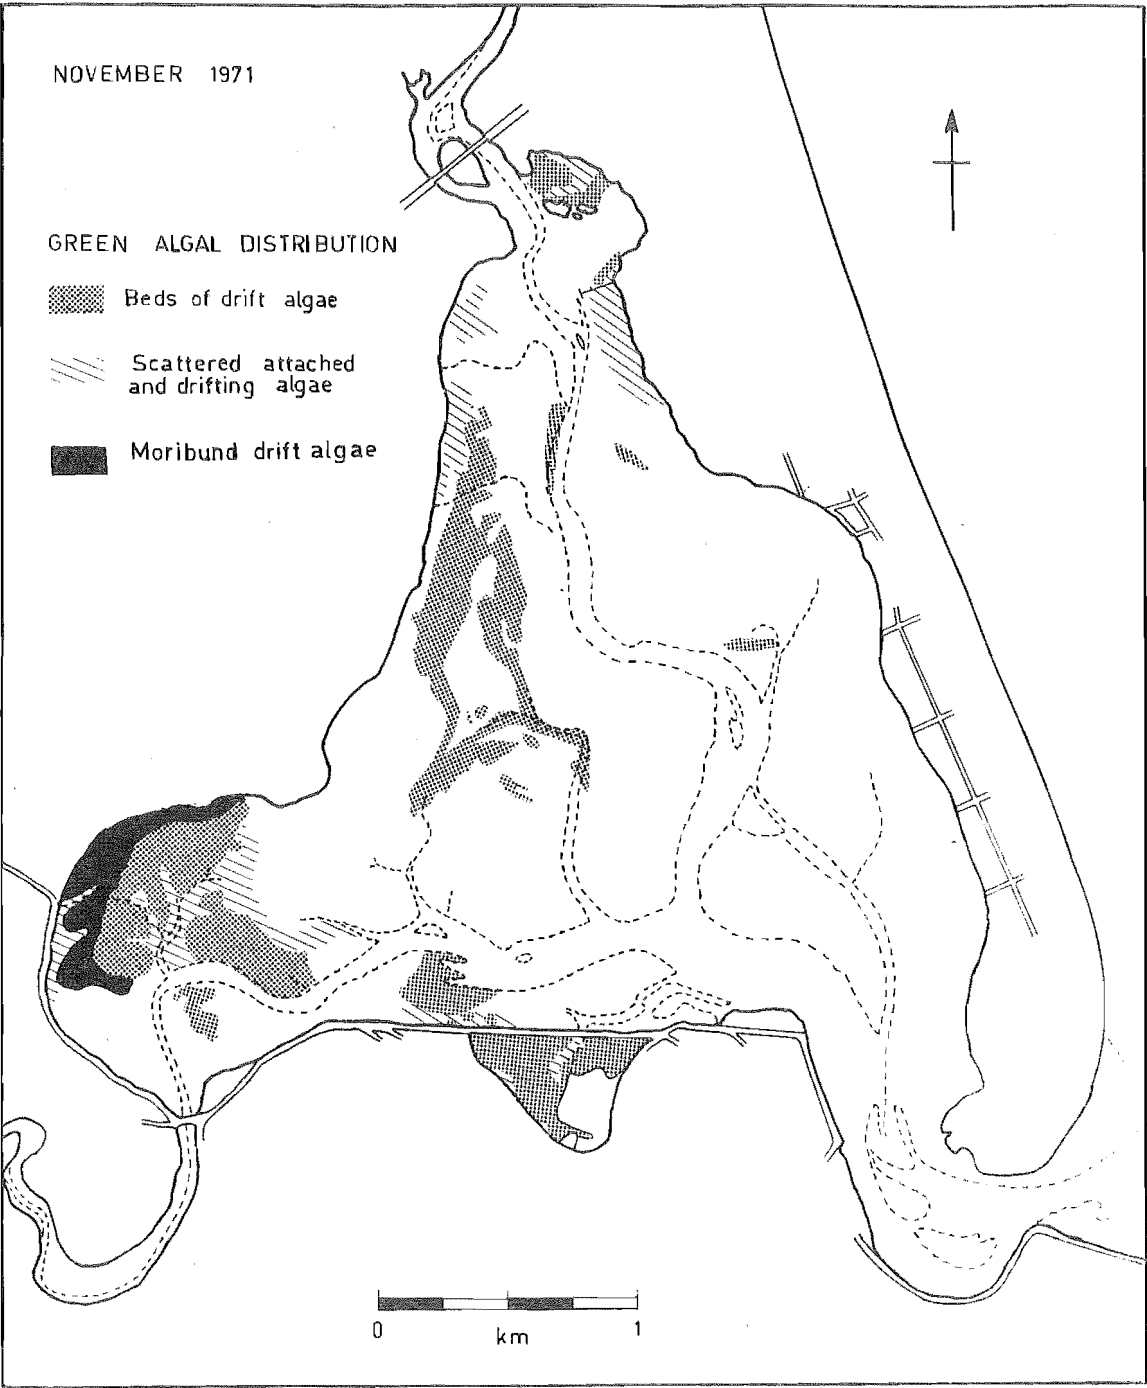 NOVEMBER 1971
GREEN ALGAL DISTRIBUTION
Beds of drift algae
Scattered attached
and drifting algae
Moribund drift algae
0 1
km